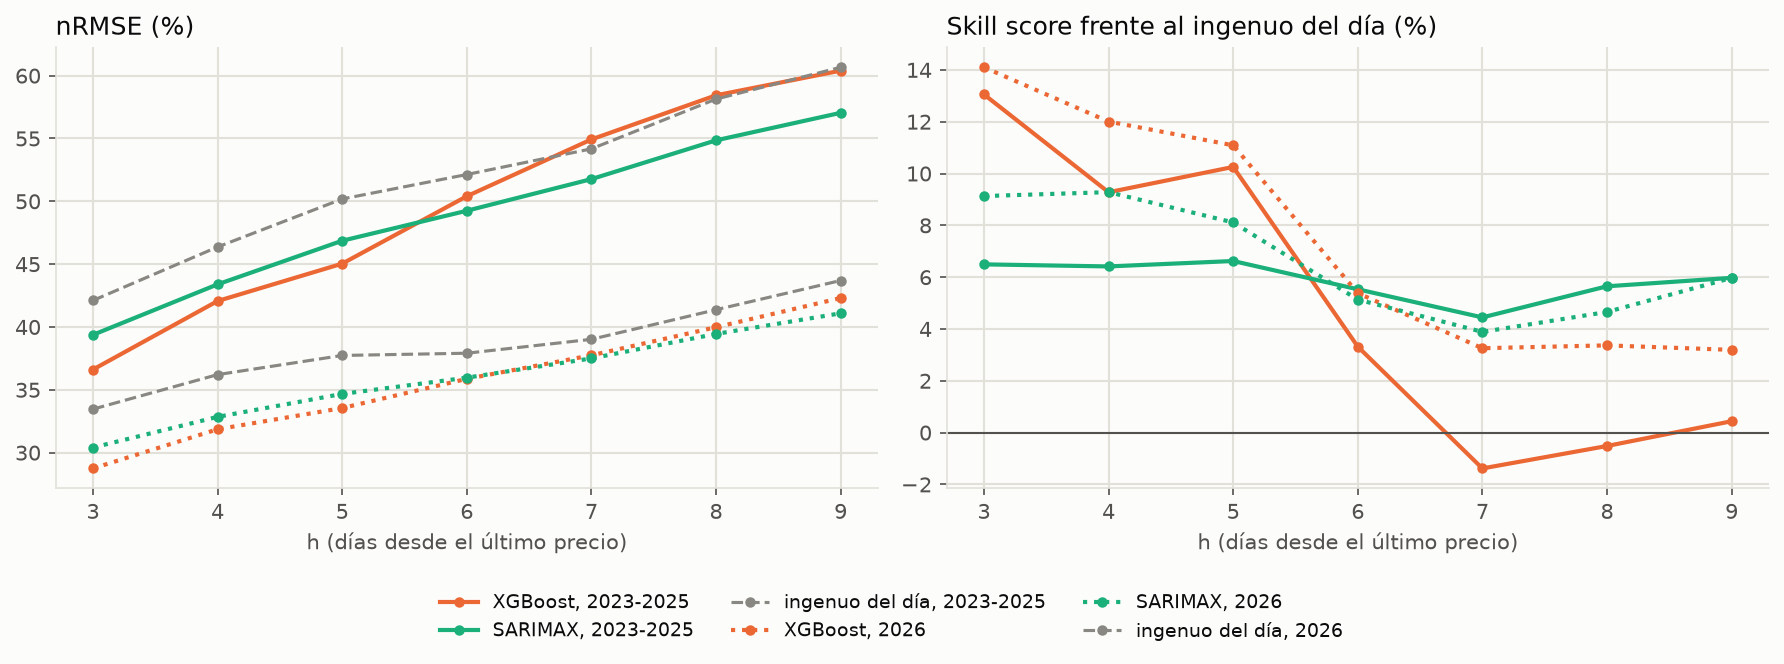 nRMSE (%)
60
55
50
45
40
35
30
3 4 5 6 7 8 9
h (días desde el último precio)
Skill score frente al ingenuo del día (%)
14
12
10
8
6
4
2
0
−2
3 4 5 6 7 8 9
h (días desde el último precio)
XGBoost, 2023-2025
SARIMAX, 2023-2025
ingenuo del día, 2023-2025
XGBoost, 2026
SARIMAX, 2026
ingenuo del día, 2026